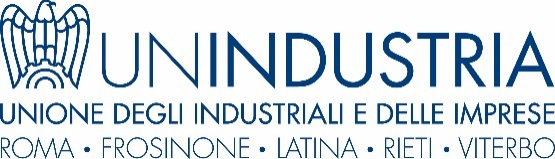 UNINDUSTRIA
UNIONE DEGLI INDUSTRIALI E DELLE IMPRESE
ROMA • FROSINONE • LATINA • RIETI • VITERBO